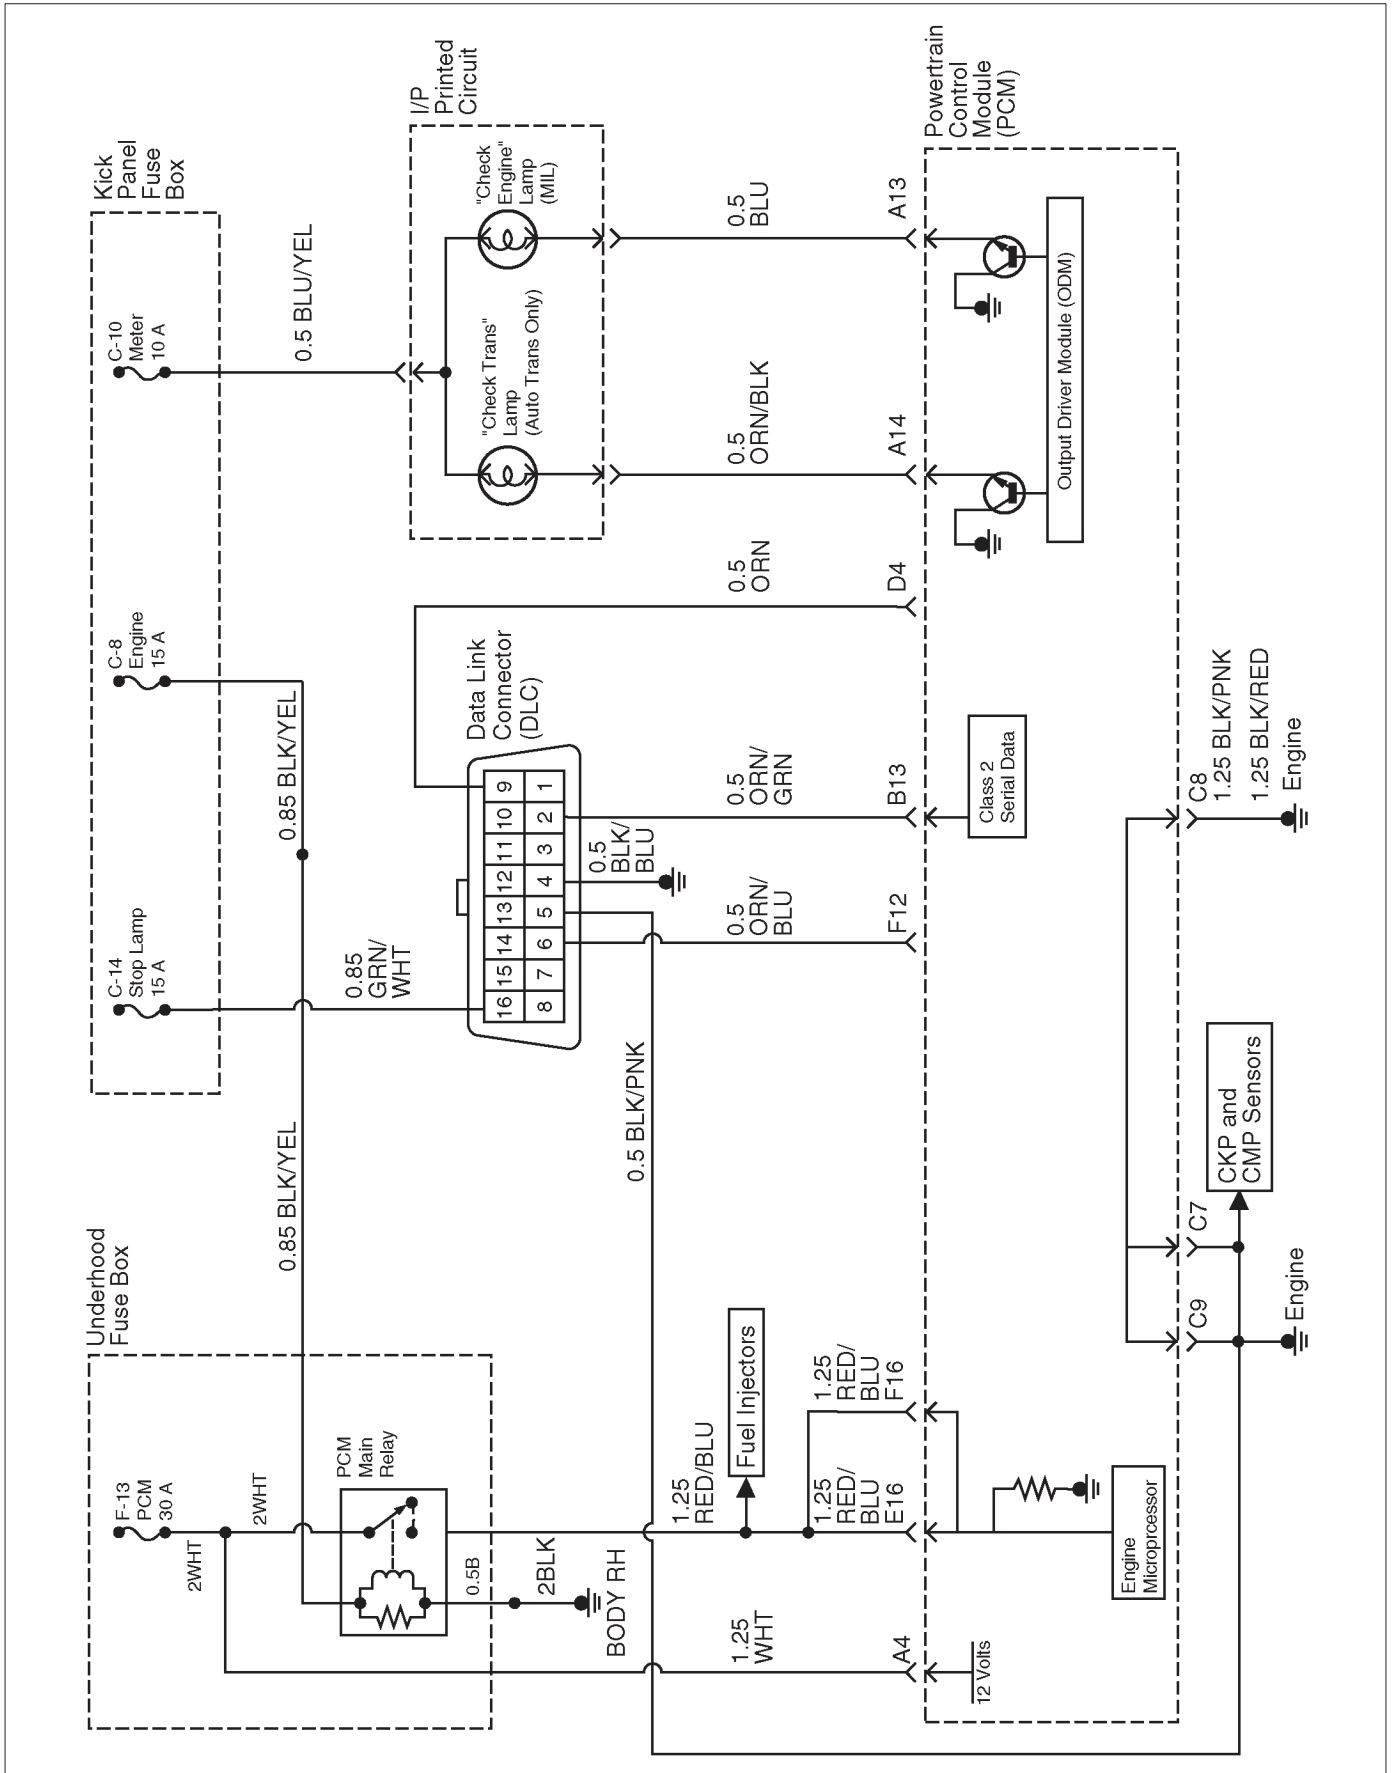 Underhood
Fuse Box
F-13
PCM
30 A
2WHT
2WHT
PCM
Main
Relay
0.5B
2BLK
BODY RH
0.85 BLK/YEL
0.85 BLK/YEL
Kick
Panel
Fuse
Box
C-14
Stop Lamp
15 A
C-8
Engine
15 A
C-10
Meter
10 A
0.85
GRN/
WHT
0.5 BLU/YEL
I/P
Printed
Circuit
"Check Trans"
Lamp
(Auto Trans Only)
"Check
Engine"
Lamp
(MIL)
Data Link
Connector
(DLC)
16 15 14 13 12 11 10 9
8 7 6 5 4 3 2 1
0.5 BLK/PNK
0.5
BLK/
BLU
1.25
WHT
A4
1.25
RED/BLU
Fuel Injectors
1.25
RED/
BLU
E16
1.25
RED/
BLU
F16
0.5
ORN/
BLU
F12
0.5
ORN/
GRN
B13
0.5
ORN
D4
0.5
ORN/BLK
A14
0.5
BLU
A13
Powertrain
Control
Module
(PCM)
12 Volts
Engine
Microprcessor
Class 2
Serial Data
Output Driver Module (ODM)
C9
C7
Engine
CKP and
CMP Sensors
C8
1.25 BLK/PNK
1.25 BLK/RED
Engine